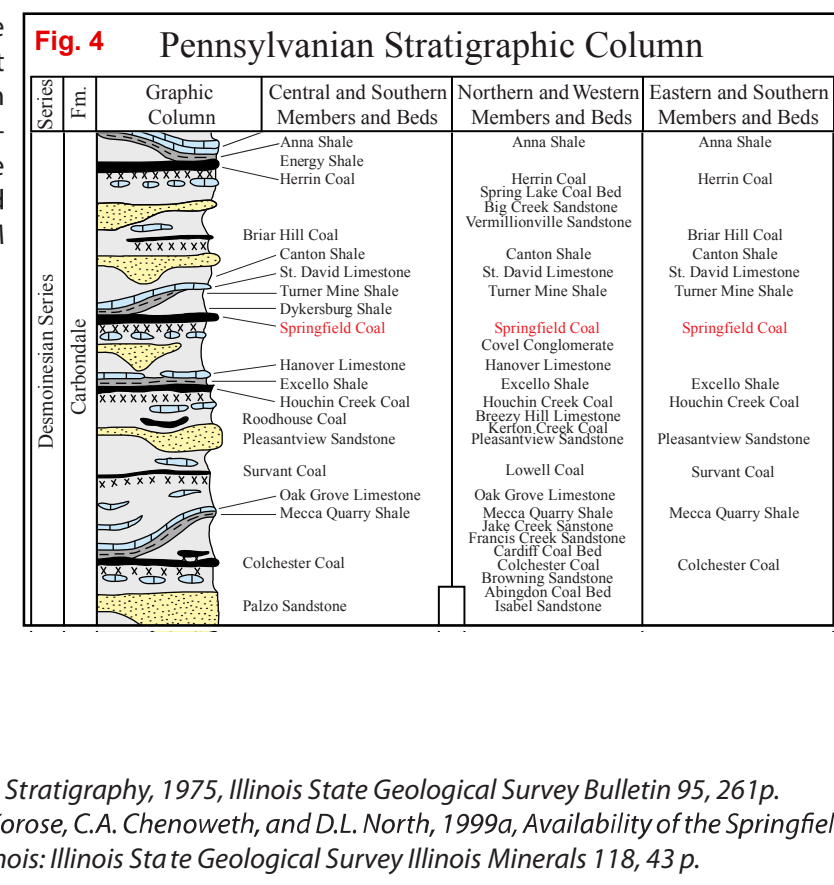 e
t
n
-
e
d
M
Fig. 4
Pennsylvanian Stratigraphic Column
Series
Fm.
Graphic
Column
Central and Southern
Members and Beds
Northern and Western
Members and Beds
Eastern and Southern
Members and Beds
Desmoinesian Series
Carbondale
Anna Shale
Energy Shale
Herrin Coal
Briar Hill Coal
Canton Shale
St. David Limestone
Turner Mine Shale
Dykersburg Shale
Springfield Coal
Hanover Limestone
Excello Shale
Houchin Creek Coal
Roodhouse Coal
Pleasantview Sandstone
Survant Coal
Oak Grove Limestone
Mecca Quarry Shale
Colchester Coal
Palzo Sandstone
Anna Shale
Herrin Coal
Spring Lake Coal Bed
Big Creek Sandstone
Vermillionville Sandstone
Canton Shale
St. David Limestone
Turner Mine Shale
Springfield Coal
Covel Conglomerate
Hanover Limestone
Excello Shale
Houchin Creek Coal
Breezy Hill Limestone
Kerton Creek Coal
Pleasantview Sandstone
Lowell Coal
Oak Grove Limestone
Mecca Quarry Shale
Jake Creek Sanstone
Francis Creek Sandstone
Cardiff Coal Bed
Colchester Coal
Browning Sandstone
Abingdon Coal Bed
Isabel Sandstone
Anna Shale
Herrin Coal
Briar Hill Coal
Canton Shale
St. David Limestone
Turner Mine Shale
Springfield Coal
Excello Shale
Houchin Creek Coal
Pleasantview Sandstone
Survant Coal
Mecca Quarry Shale
Colchester Coal
Stratigraphy, 1975, Illinois State Geological Survey Bulletin 95, 261p.
orose, C.A. Chenoweth, and D.L. North, 1999a, Availability of the Springfiel
nois: Illinois State Geological Survey Illinois Minerals 118, 43 p.